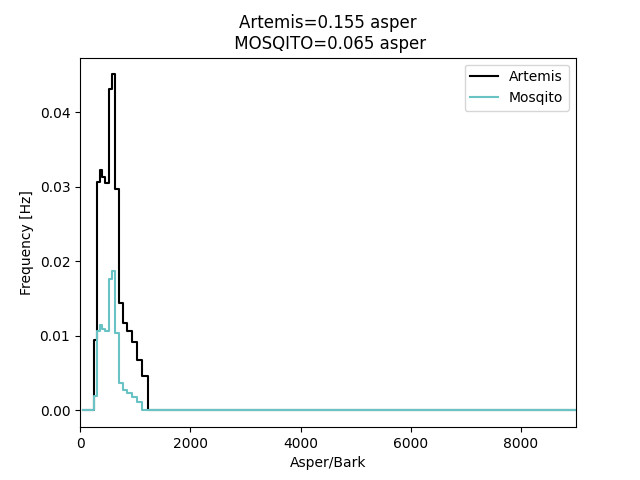 Artemis=0.155 asper
MOSQITO=0.065 asper
Artemis
Mosqito
0.04
0.03
0.02
0.01
0.00
Frequency [Hz]
0 2000 4000 6000 8000
Asper/Bark